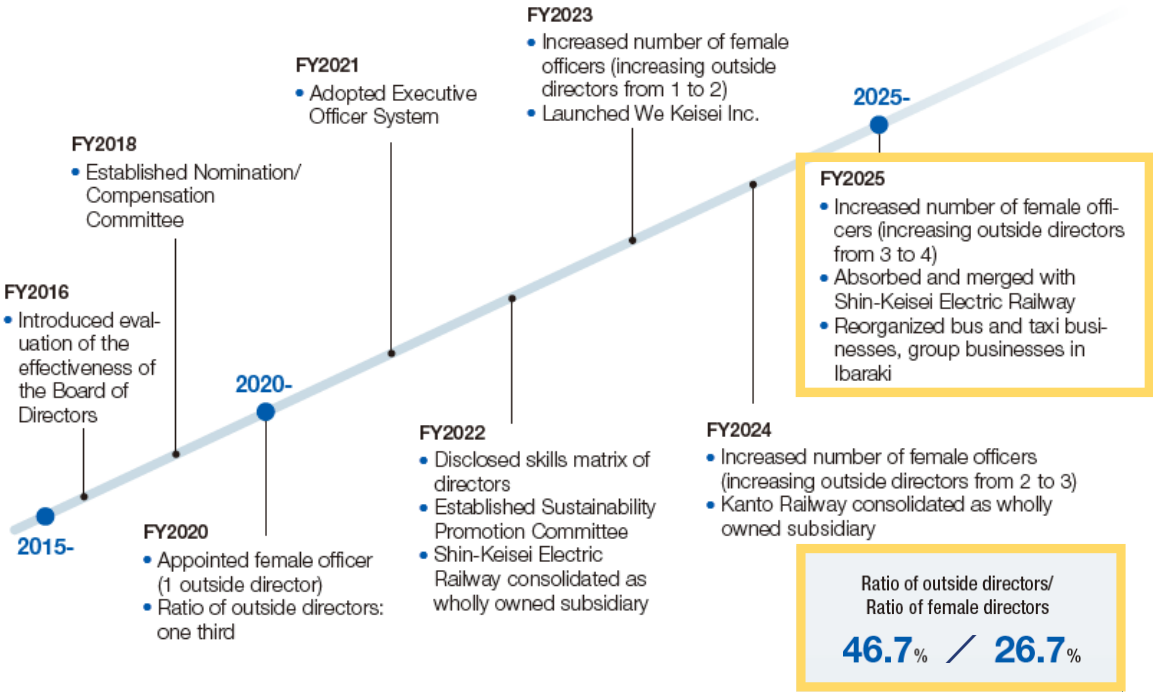 FY2016
• Introduced eval-
uation of the
effectiveness of
the Board of
Directors
2015-
FY2018
• Established Nomination/
Compensation
Committee
2020-
FY2020
• Appointed female officer
(1 outside director)
• Ratio of outside directors:
one third
FY2021
• Adopted Executive
Officer System
FY2022
• Disclosed skills matrix of
directors
• Established Sustainability
Promotion Committee
• Shin-Keisei Electric
Railway consolidated as
wholly owned subsidiary
FY2023
• Increased number of female
officers (increasing outside
directors from 1 to 2)
• Launched We Keisei Inc.
FY2024
• Increased number of female officers
(increasing outside directors from 2 to 3)
• Kanto Railway consolidated as wholly
owned subsidiary
2025-
FY2025
• Increased number of female offi-
cers (increasing outside directors
from 3 to 4)
• Absorbed and merged with
Shin-Keisei Electric Railway
• Reorganized bus and taxi busi-
nesses, group businesses in
Ibaraki
Ratio of outside directors/
Ratio of female directors
46.7% / 26.7%